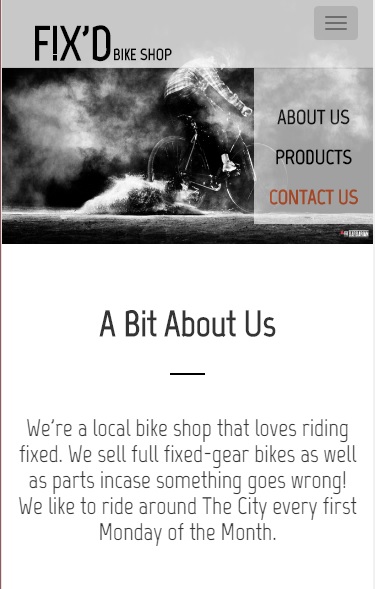 F!X'D BIKE SHOP
ABOUT US
PRODUCTS
CONTACT US
A Bit About Us
We're a local bike shop that loves riding
fixed. We sell full fixed-gear bikes as well
as parts incase something goes wrong!
We like to ride around The City every first
Monday of the Month.